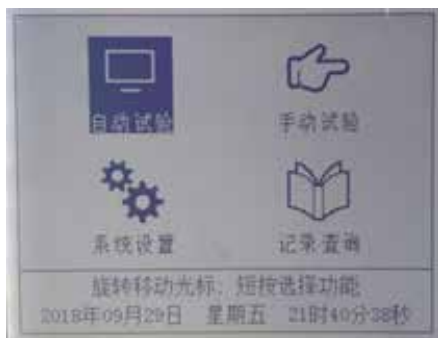 自动试验
手动试验
系统设置
记录查询
旋转移动光标，短按选择功能
2018年09月29日 星期五 21时40分38秒